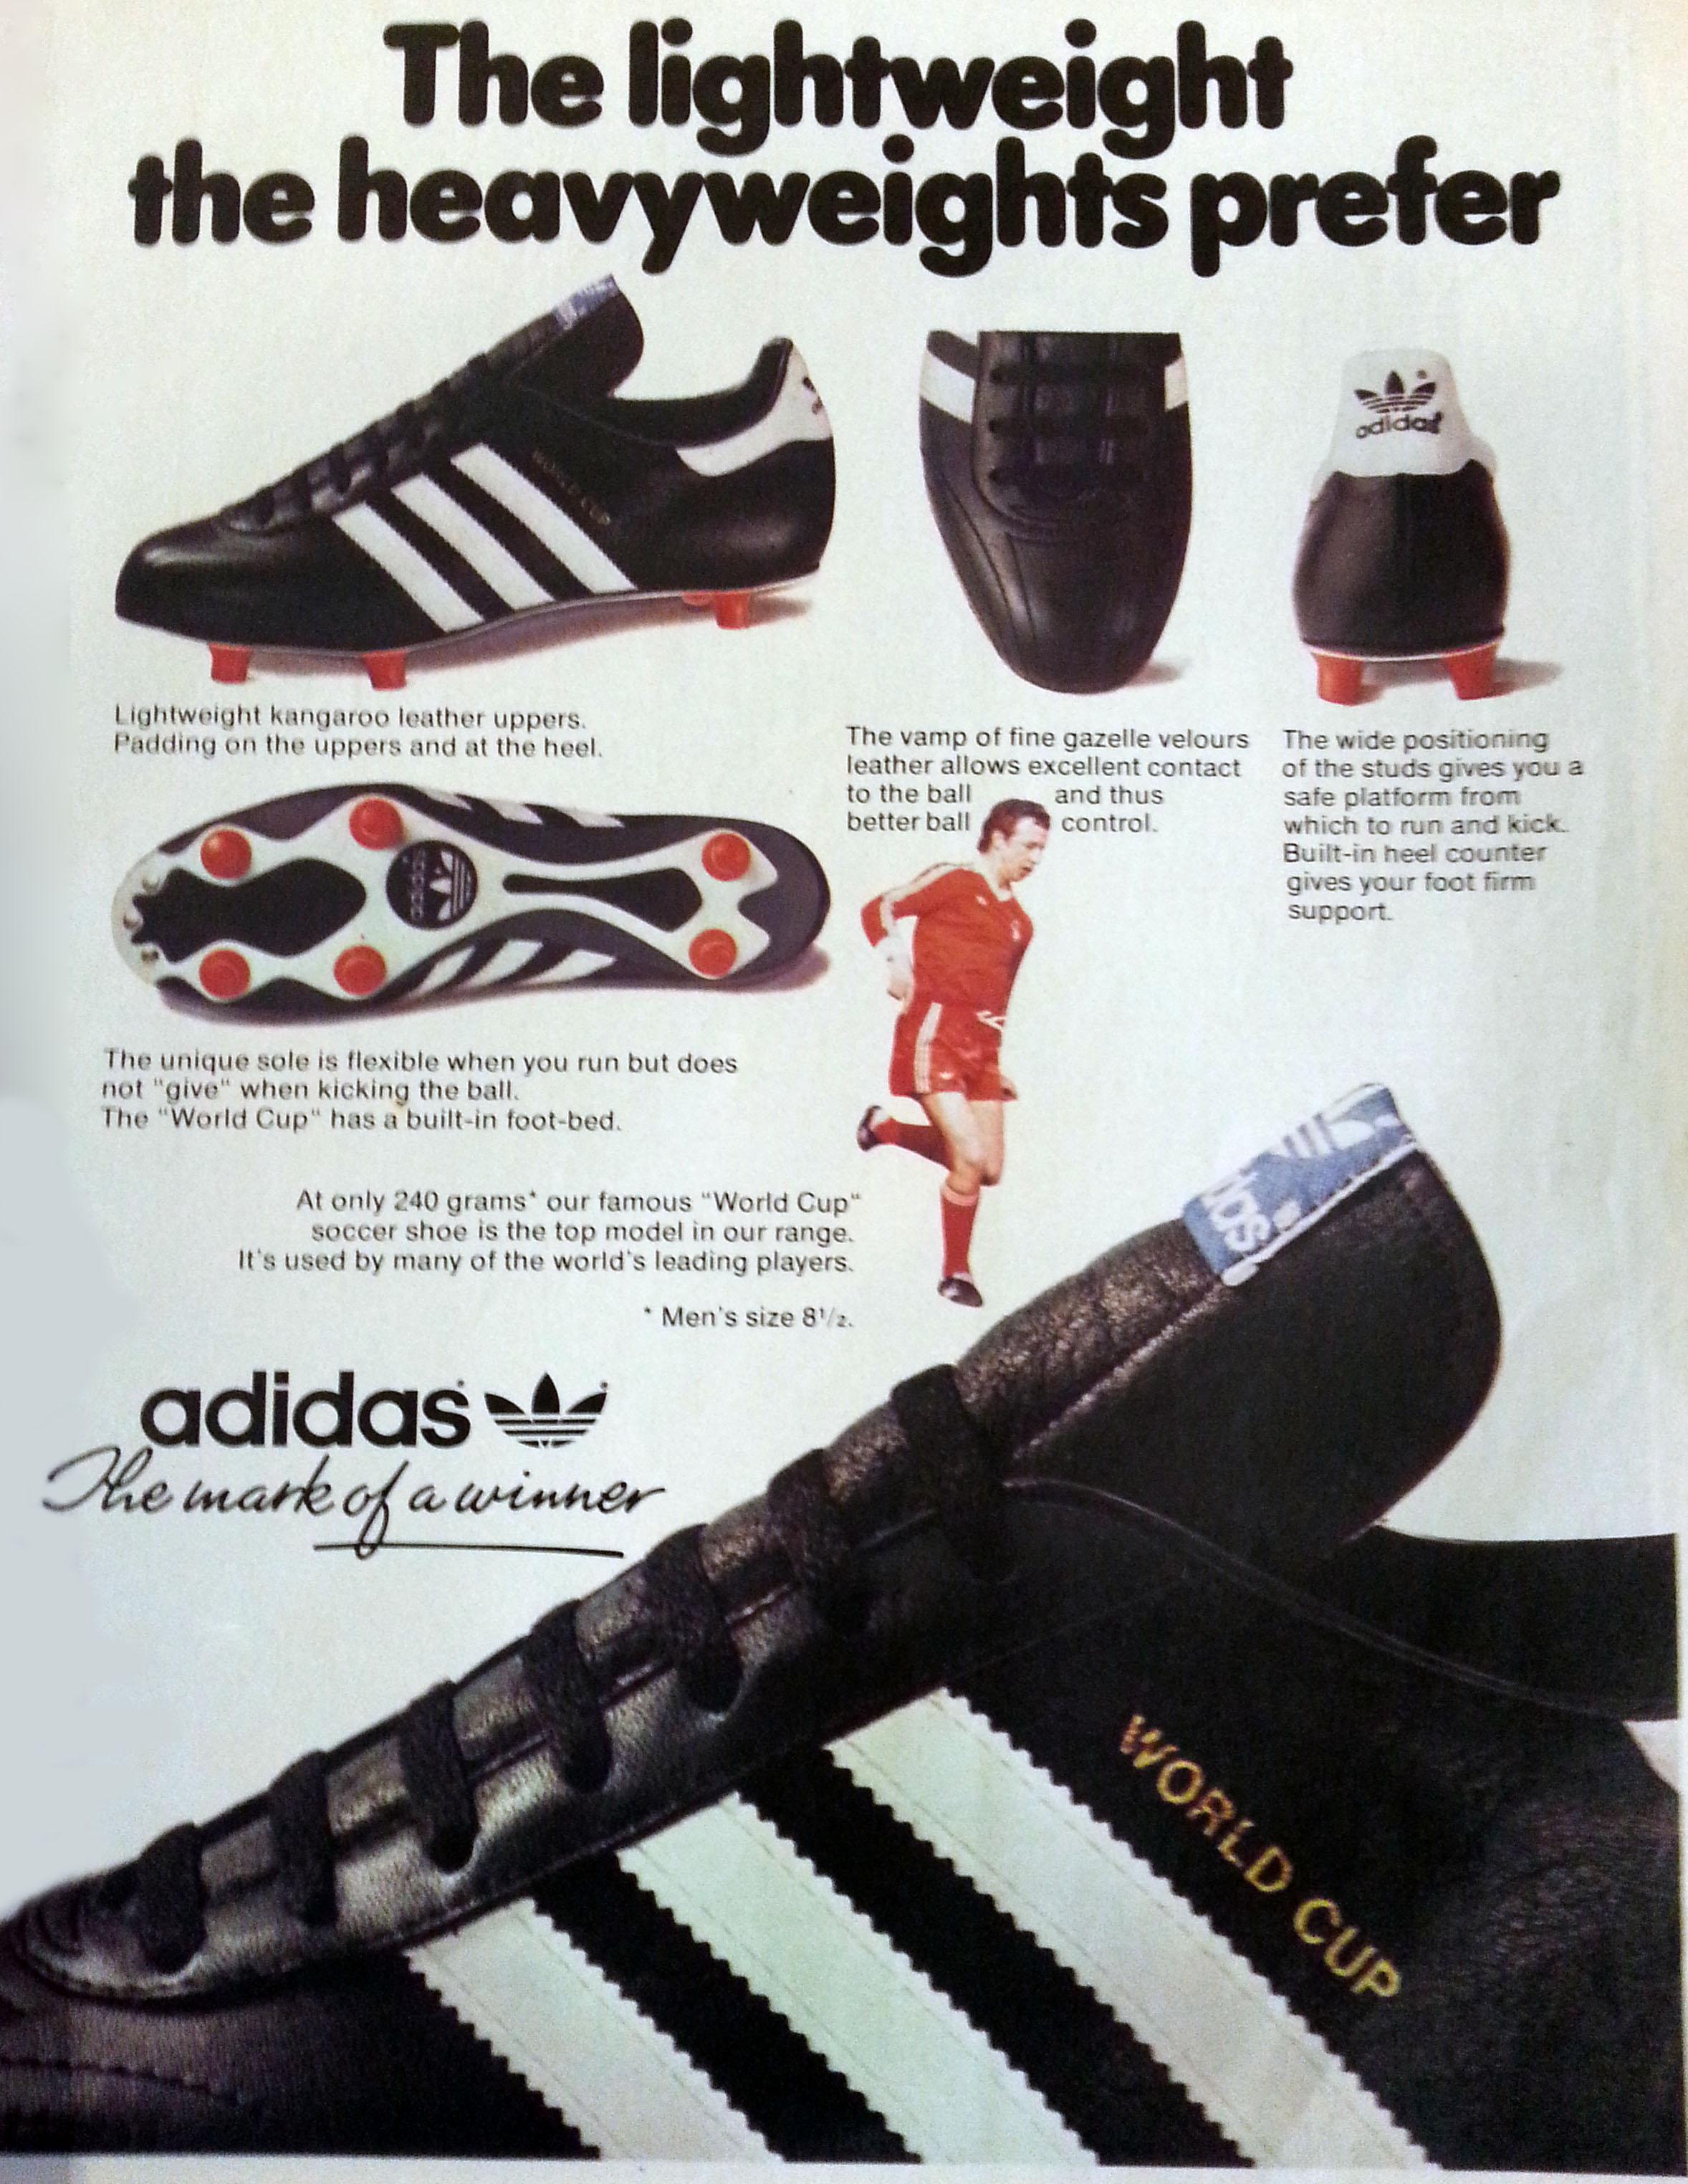 The lightweight
the heavyweights prefer
WORLD CUP
adidas
Lightweight kangaroo leather uppers.
Padding on the uppers and at the heel.
The vamp of fine gazelle velours
leather allows excellent contact
to the ball and thus
better ball control.
The wide positioning
of the studs gives you a
safe platform from
which to run and kick.
Built-in heel counter
gives your foot firm
support.
adidas
The unique sole is flexible when you run but does
not "give" when kicking the ball.
The "World Cup" has a built-in foot-bed.
At only 240 grams* our famous "World Cup"
soccer shoe is the top model in our range.
It's used by many of the world's leading players.
* Men's size 8½.
adidas
The mark of a winner
WORLD CUP